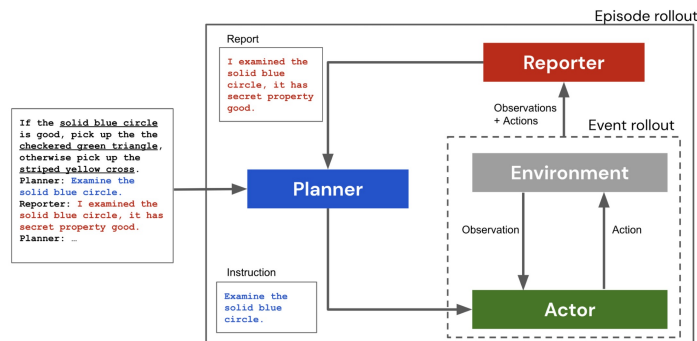 Episode rollout
Report
I examined the
solid blue
circle, it has
secret property
good.
Reporter
Observations
+ Actions
Event rollout
If the solid blue circle
is good, pick up the the
checkered green triangle,
otherwise pick up the
striped yellow cross.
Planner: Examine the
solid blue circle.
Reporter: I examined the
solid blue circle, it has
secret property good.
Planner: …
Planner
Environment
Observation
Action
Instruction
Examine the
solid blue
circle.
Actor